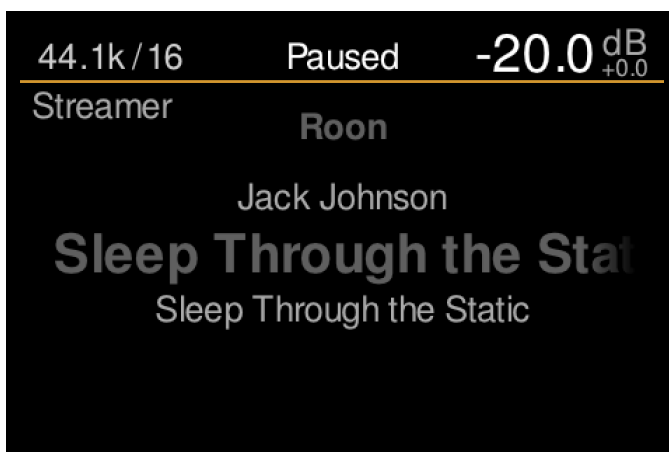 44.1k/16 Paused -20.0 dB
+0.0
Streamer
Roon
Jack Johnson
Sleep Through the Stat
Sleep Through the Static